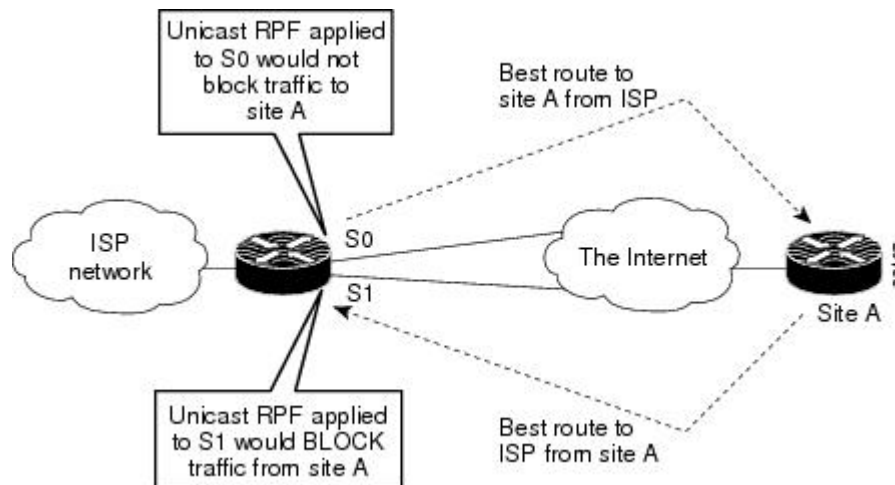 Unicast RPF applied
to S0 would not
block traffic to
site A
Best route to
site A from ISP
ISP
network
S0
S1
The Internet
Site A
Unicast RPF applied
to S1 would BLOCK
traffic from site A
Best route to
ISP from site A